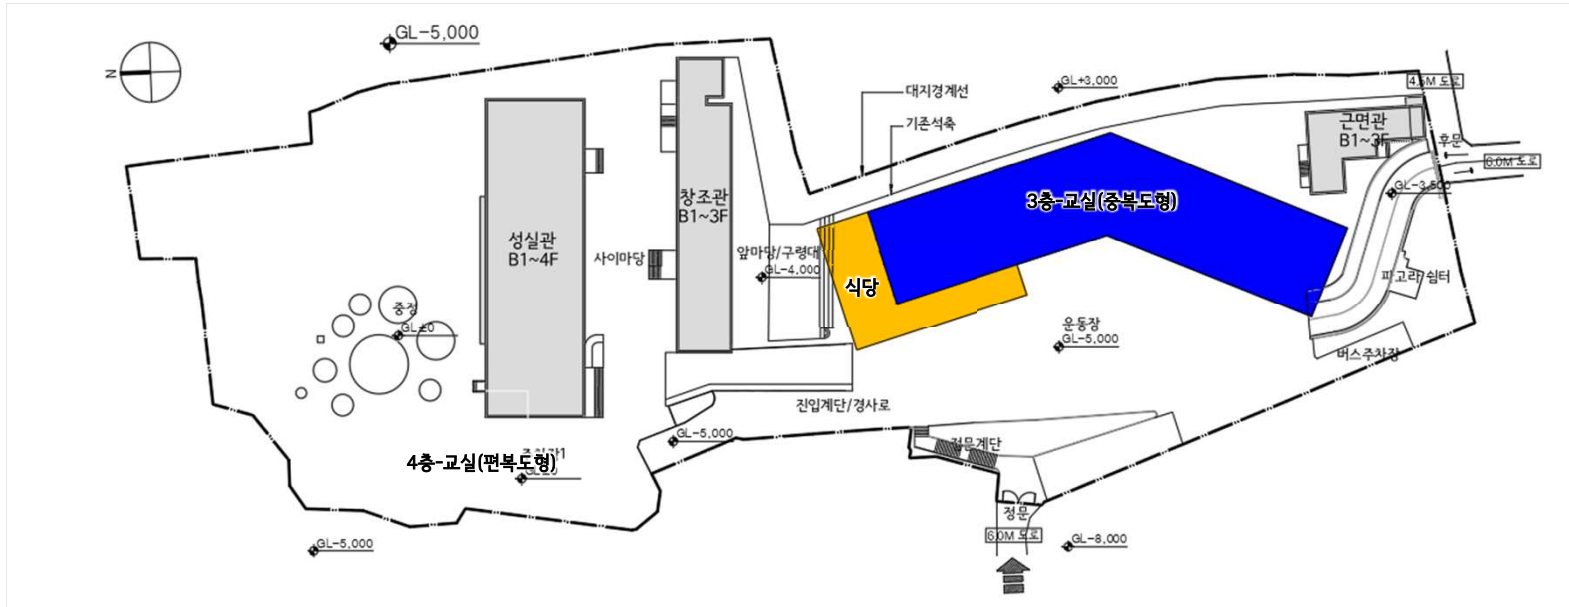 GL-5,000
N
GL+3,000
4.5M 도로
대지경계선
기존석축
근면관
B1~3F
후문
6.0M 도로
GL-3,500
3층-교실(중복도형)
창조관
B1~3F
성실관
B1~4F
사이마당
앞마당/구령대
GL-4,000
식당
파고라 쉼터
중정
GL±0
운동장
GL-5,000
버스주차장
진입계단/경사로
GL-5,000
정문계단
4층-교실(편복도형)
정문
6.0M 도로
GL-5,000
GL-8,000